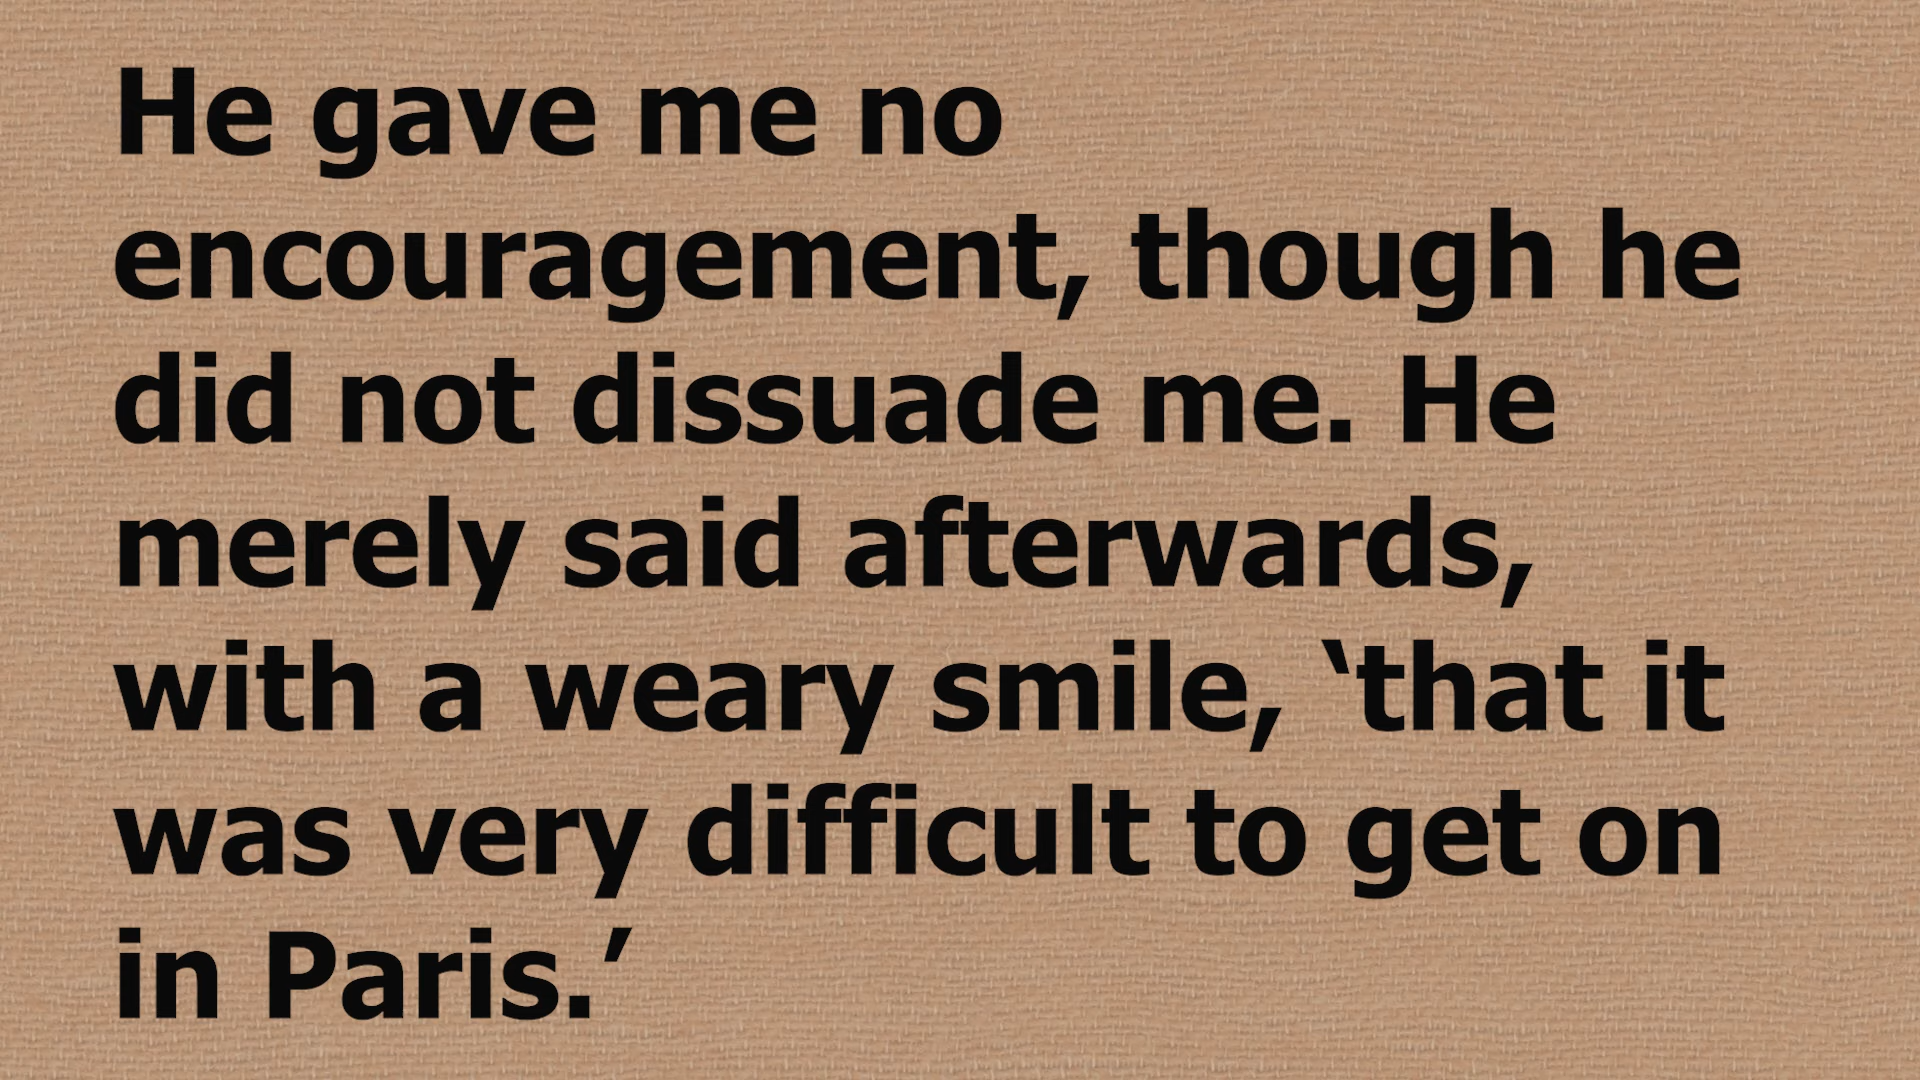 He gave me no
encouragement, though he
did not dissuade me. He
merely said afterwards,
with a weary smile, ‘that it
was very difficult to get on
in Paris.’